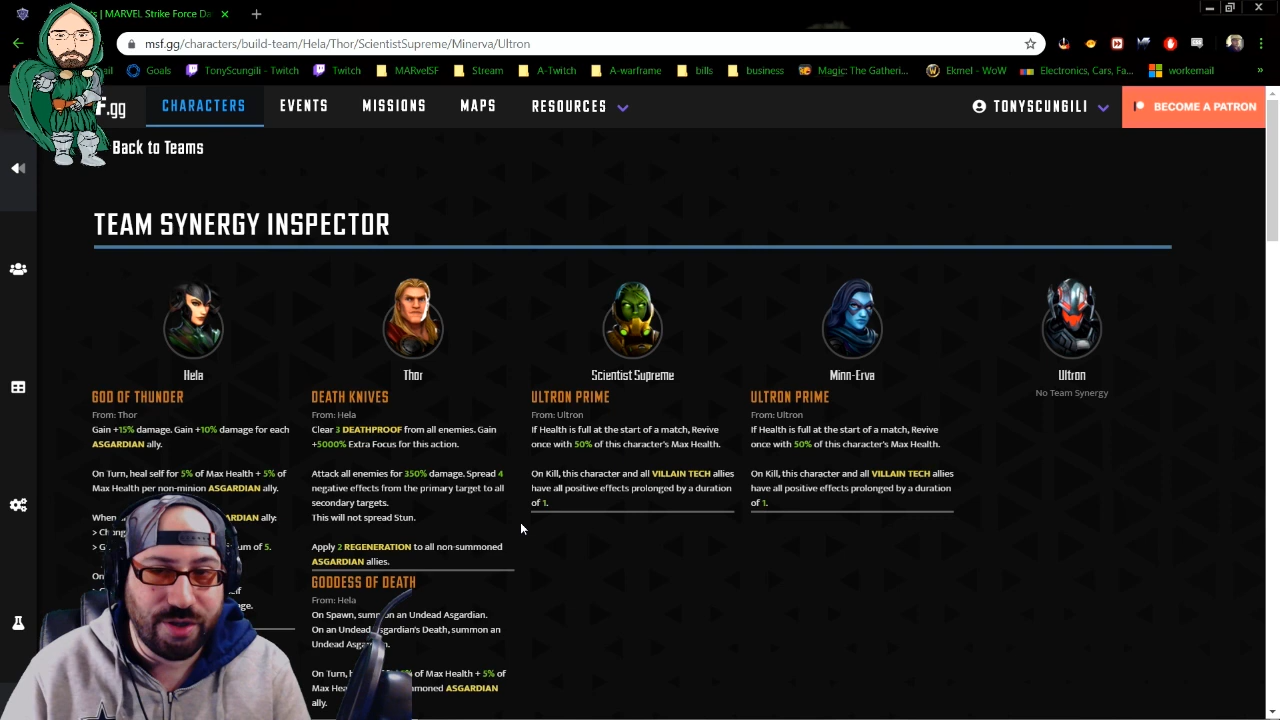 | MARVEL Strike Force Da
msf.gg/characters/build-team/Hela/Thor/ScientistSupreme/Minerva/Ultron
Goals TonyScungili - Twitch Twitch MARvelSF Stream A-Twitch A-warframe bills business Magic: The Gatheri... Ekmel - WoW Electronics, Cars, Fa... workemail »
.gg CHARACTERS EVENTS MISSIONS MAPS RESOURCES TONYSCUNGILI BECOME A PATRON
Back to Teams
TEAM SYNERGY INSPECTOR
Hela
GOD OF THUNDER
From: Thor
Gain +15% damage. Gain +10% damage for each
ASGARDIAN ally.
On Turn, heal self for 5% of Max Health + 5% of
Max Health per non-minion ASGARDIAN ally.
When
ally:
> 
of 5.
Thor
DEATH KNIVES
From: Hela
Clear 3 DEATHPROOF from all enemies. Gain
+5000% Extra Focus for this action.
Attack all enemies for 350% damage. Spread 4
negative effects from the primary target to all
secondary targets.
This will not spread Stun.
Apply 2 REGENERATION to all non-summoned
ASGARDIAN allies.
GODDESS OF DEATH
From: Hela
On Spawn, summon an Undead Asgardian.
On an Undead Asgardian's Death, summon an
Undead
On Turn, of Max Health + 5% of
Max ASGARDIAN
ally.
Scientist Supreme
ULTRON PRIME
From: Ultron
If Health is full at the start of a match, Revive
once with 50% of this character's Max Health.
On Kill, this character and all VILLAIN TECH allies
have all positive effects prolonged by a duration
of 1.
Minn-Erva
ULTRON PRIME
From: Ultron
If Health is full at the start of a match, Revive
once with 50% of this character's Max Health.
On Kill, this character and all VILLAIN TECH allies
have all positive effects prolonged by a duration
of 1.
Ultron
No Team Synergy